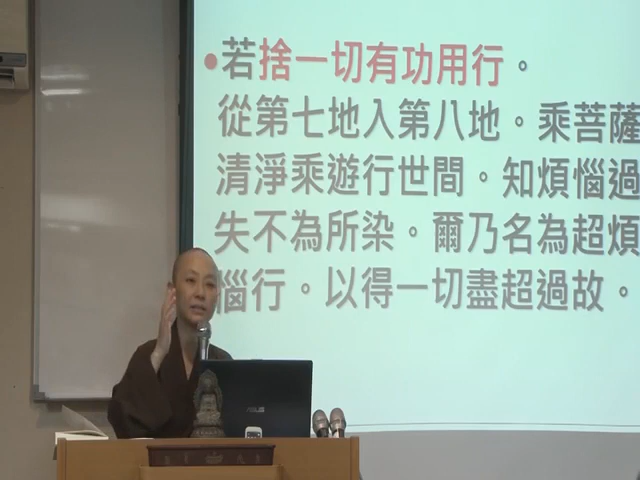 •若捨一切有功用行。
從第七地入第八地。乘菩薩
清淨乘遊行世間。知煩惱過
失不為所染。爾乃名為超煩
惱行。以得一切盡超過故。
ASUS